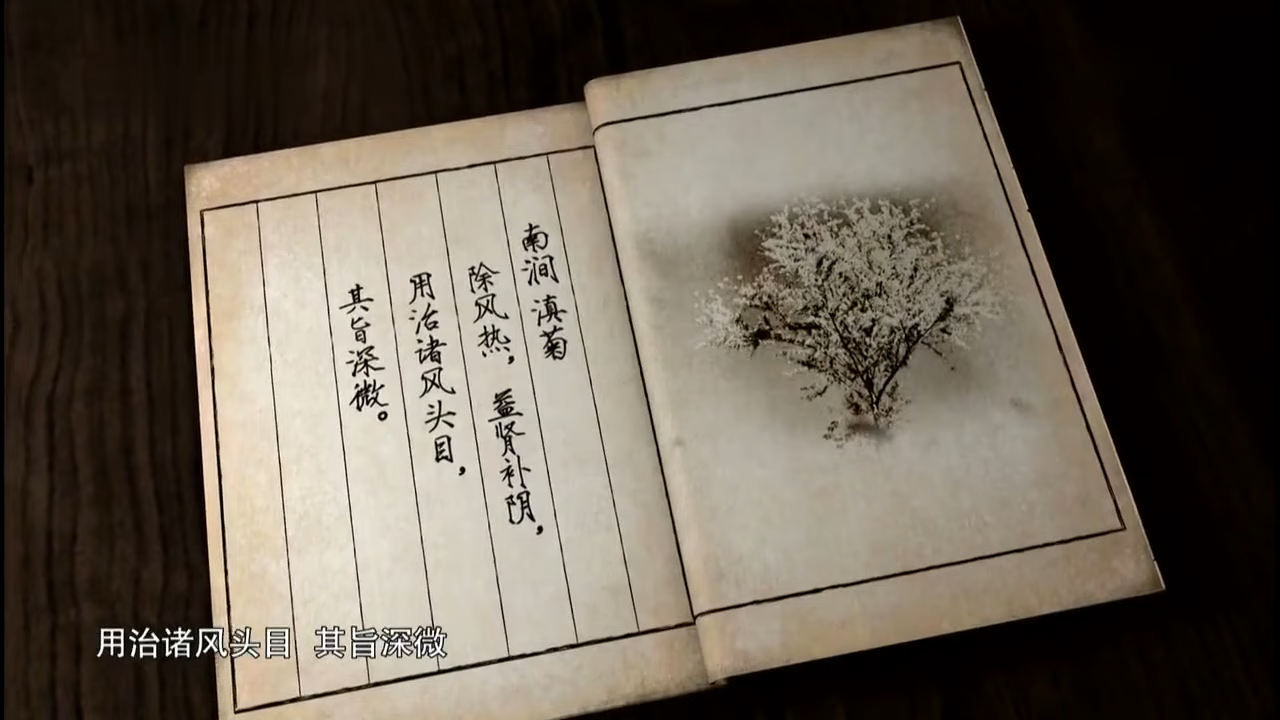 南涧 滇菊
除风热，益肾补阴，
用治诸风头目，
其旨深微。
用治诸风头目 其旨深微